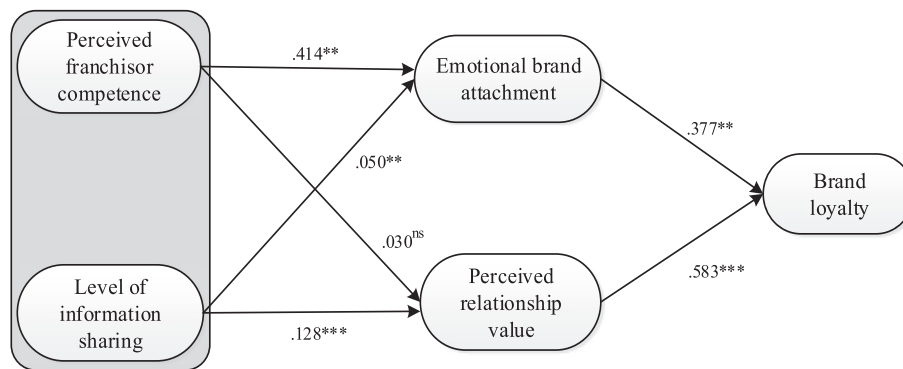 Perceived
franchisor
competence
.414**
Emotional brand
attachment
.377**
.050**
Brand
loyalty
.030ns
Level of
information
sharing
.128***
Perceived
relationship
value
.583***